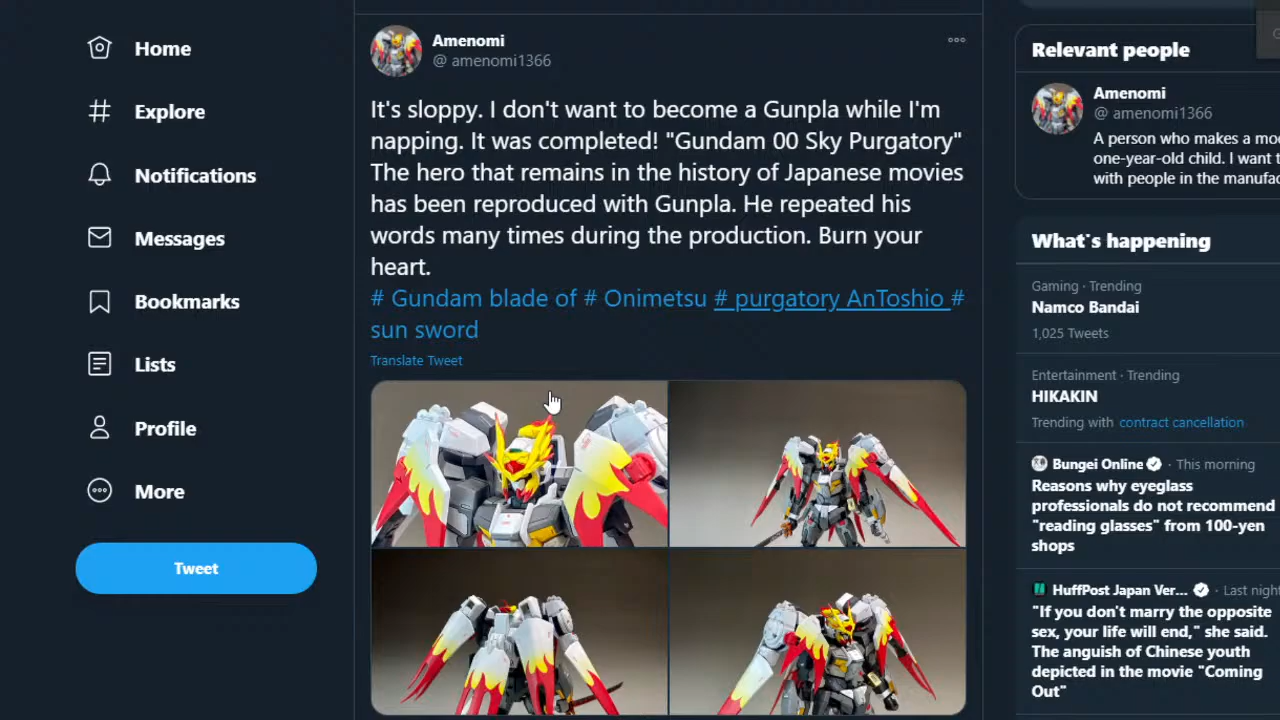 Home
Explore
Notifications
Messages
Bookmarks
Lists
Profile
More
Tweet
Amenomi
@ amenomi1366
It's sloppy. I don't want to become a Gunpla while I'm
napping. It was completed! "Gundam 00 Sky Purgatory"
The hero that remains in the history of Japanese movies
has been reproduced with Gunpla. He repeated his
words many times during the production. Burn your
heart.
# Gundam blade of # Onimetsu # purgatory AnToshio #
sun sword
Translate Tweet
Relevant people
Amenomi
@ amenomi1366
A person who makes a
one-year-old child. I want
with people in the
What's happening
Gaming · Trending
Namco Bandai
1,025 Tweets
Entertainment · Trending
HIKAKIN
Trending with contract cancellation
Bungei Online · This morning
Reasons why eyeglass
professionals do not recommend
"reading glasses" from 100-yen
shops
HuffPost Japan Ver... · Last night
"If you don't marry the opposite
sex, your life will end," she said.
The anguish of Chinese youth
depicted in the movie "Coming
Out"